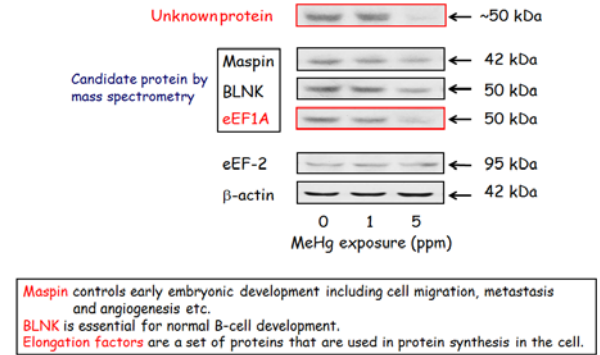 Unknown protein ~50 kDa
Maspin 42 kDa
Candidate protein by
mass spectrometry
BLNK 50 kDa
eEF1A 50 kDa
eEF-2 95 kDa
β-actin 42 kDa
0 1 5
MeHg exposure (ppm)
Maspin controls early embryonic development including cell migration, metastasis
and angiogenesis etc.
BLNK is essential for normal B-cell development.
Elongation factors are a set of proteins that are used in protein synthesis in the cell.